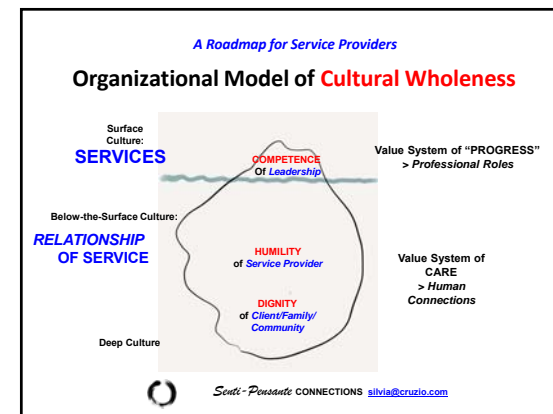 A Roadmap for Service Providers
Organizational Model of Cultural Wholeness
Surface
Culture:
SERVICES
COMPETENCE
Of Leadership
Value System of “PROGRESS”
> Professional Roles
Below-the-Surface Culture:
RELATIONSHIP
OF SERVICE
HUMILITY
of Service Provider
Value System of
CARE
> Human
Connections
DIGNITY
of Client/Family/
Community
Deep Culture
Senti-Pensante CONNECTIONS silvia@cruzio.com